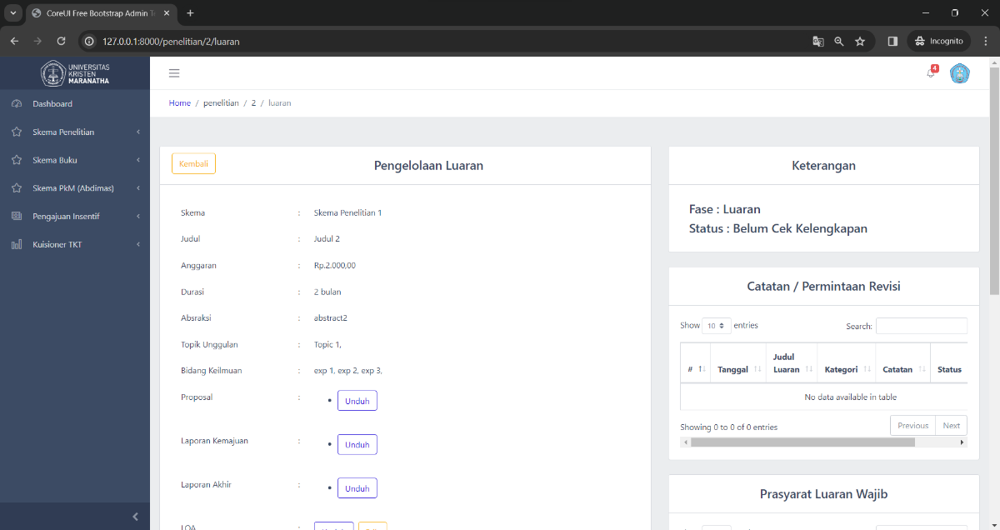 CoreUI Free Bootstrap Admin
127.0.0.1:8000/penelitian/2/luaran
Incognito
UNIVERSITAS
KRISTEN
MARANATHA
4
Dashboard
Skema Penelitian
Skema Buku
Skema PkM (Abdimas)
Pengajuan Insentif
Kuisioner TKT
Home / penelitian / 2 / luaran
Kembali
Pengelolaan Luaran
Skema : Skema Penelitian 1
Judul : Judul 2
Anggaran : Rp.2.000,00
Durasi : 2 bulan
Absraksi : abstract2
Topik Unggulan : Topic 1,
Bidang Keilmuan : exp 1, exp 2, exp 3,
Proposal : • Unduh
Laporan Kemajuan : • Unduh
Laporan Akhir : • Unduh
LOA :
Keterangan
Fase : Luaran
Status : Belum Cek Kelengkapan
Catatan / Permintaan Revisi
Show 10 entries
Search:
# Tanggal Judul Luaran Kategori Catatan Status
No data available in table
Showing 0 to 0 of 0 entries
Previous Next
Prasyarat Luaran Wajib